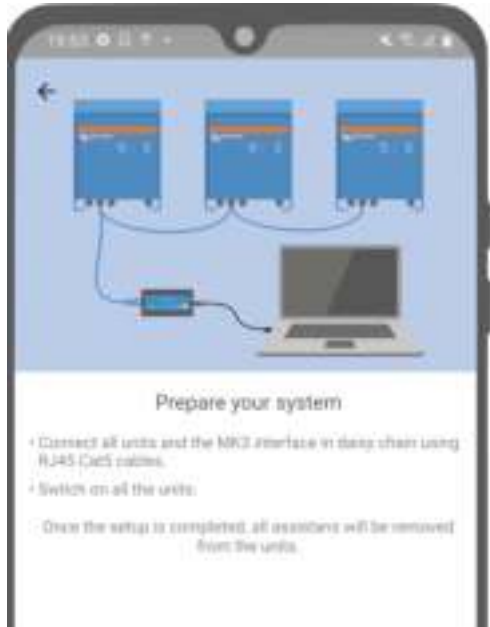 Prepare your system
• Connect all units and the MK3 interface in daisy chain using
RJ45 Cat5 cables.
• Switch on all the units.
Once the setup is completed, all assistans will be removed
from the units.